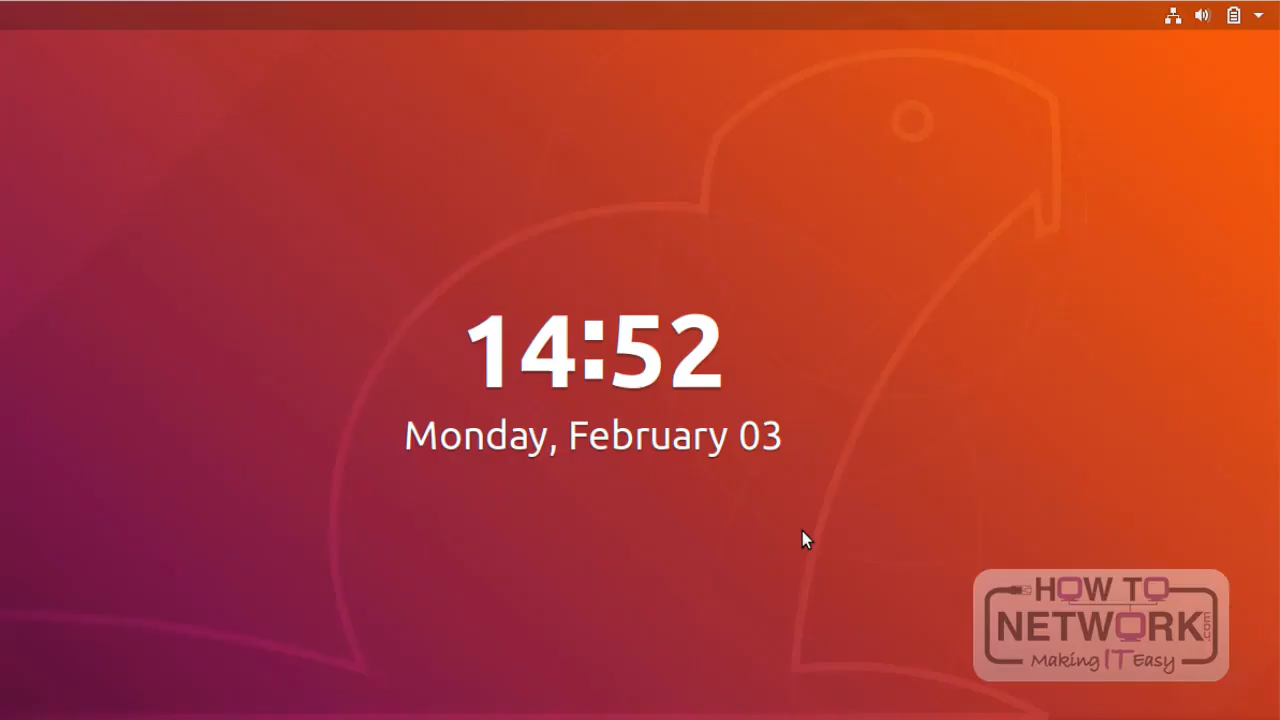 14:52
Monday, February 03
HOW TO
NETWORK.com
Making IT Easy